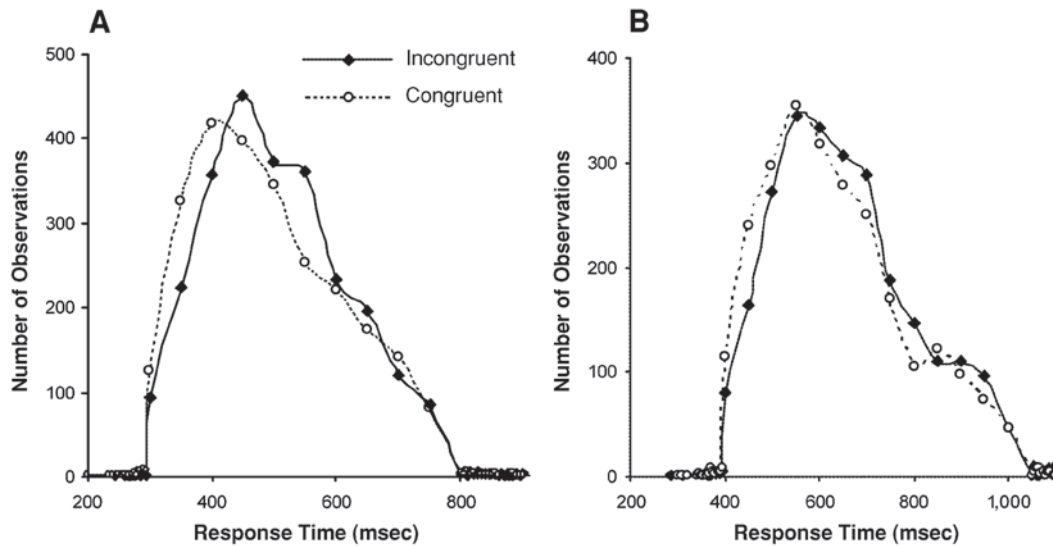 A
500
400
300
200
100
0
200
400
600
800
Number of Observations
Response Time (msec)
Incongruent
Congruent
B
400
300
200
100
0
200
400
600
800
1,000
Number of Observations
Response Time (msec)